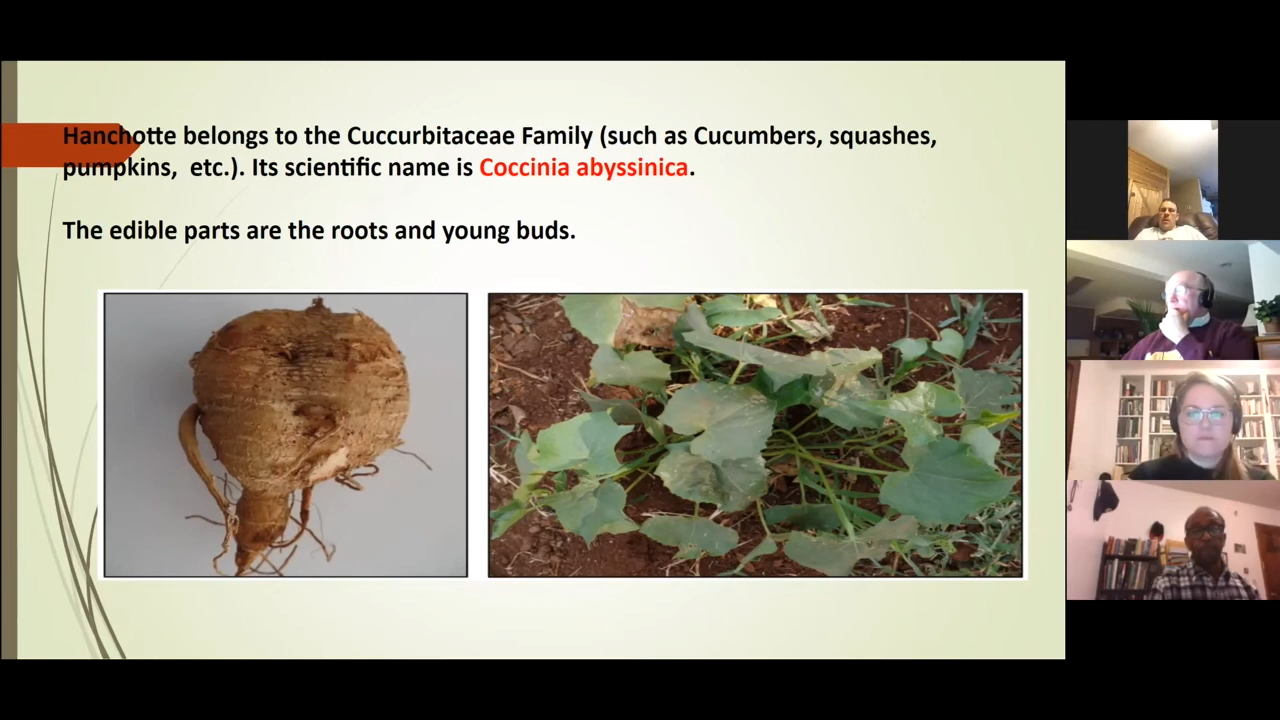 Hanchotte belongs to the Cuccurbitaceae Family (such as Cucumbers, squashes,
pumpkins, etc.). Its scientific name is Coccinia abyssinica.
The edible parts are the roots and young buds.